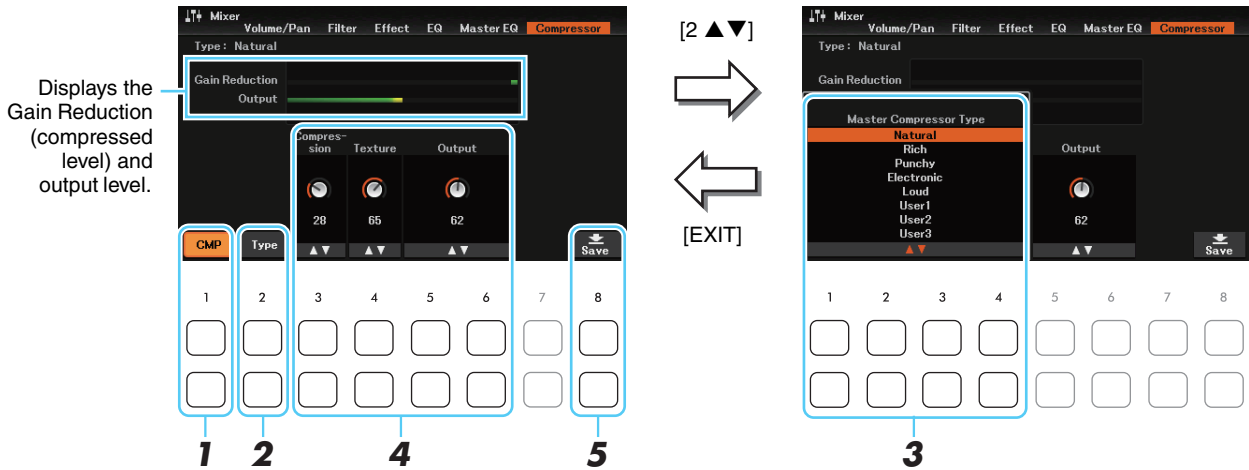 Mixer
Volume/Pan Filter Effect EQ Master EQ Compressor
Type: Natural
Gain Reduction
Output
Compres-
sion Texture Output
28 65 62
CMP Type ▲▼ ▲▼ ▲▼ Save
1 2 3 4 5 6 7 8
1 2 4 5
Displays the
Gain Reduction
(compressed
level) and
output level.
[2 ▲▼]
[EXIT]
Mixer
Volume/Pan Filter Effect EQ Master EQ Compressor
Type: Natural
Gain Reduction
Master Compressor Type
Natural
Rich
Punchy
Electronic
Loud
User1
User2
User3
▲▼
Output
62
▲▼
Save
1 2 3 4 5 6 7 8
3